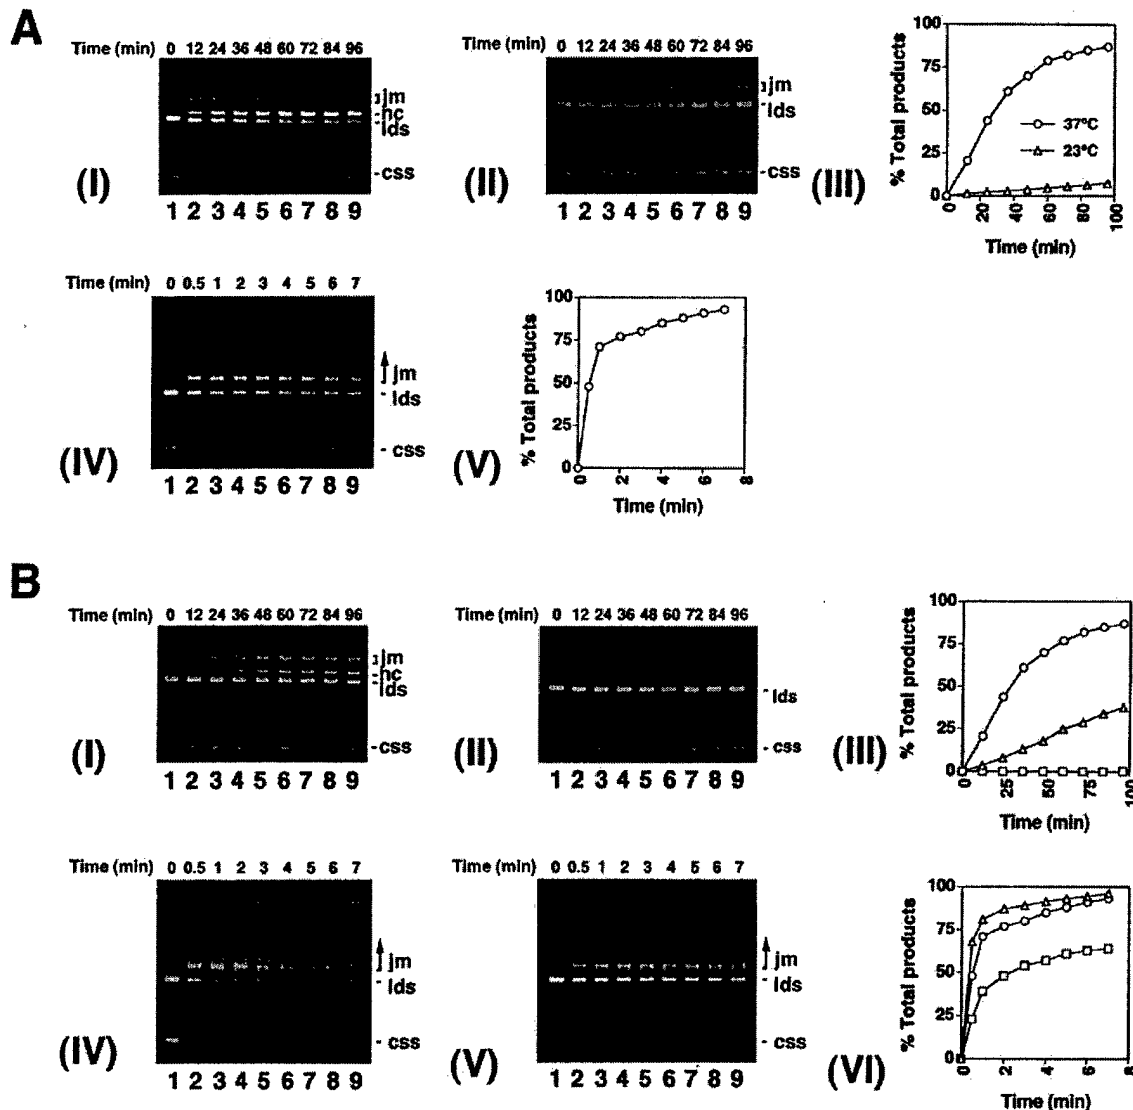 A
Time (min) 0 12 24 36 48 60 72 84 96
jm
nc
lds
css
(I)
1 2 3 4 5 6 7 8 9
Time (min) 0 12 24 36 48 60 72 84 96
jm
lds
css
(II)
1 2 3 4 5 6 7 8 9
% Total products
100
75
50
25
0
37°C
23°C
0 20 40 60 80 100
Time (min)
(III)
Time (min) 0 0.5 1 2 3 4 5 6 7
jm
lds
css
(IV)
1 2 3 4 5 6 7 8 9
% Total products
100
75
50
25
0
0 2 4 6 8
Time (min)
(V)
B
Time (min) 0 12 24 36 48 60 72 84 96
jm
nc
lds
css
(I)
1 2 3 4 5 6 7 8 9
Time (min) 0 12 24 36 48 60 72 84 96
lds
css
(II)
1 2 3 4 5 6 7 8 9
% Total products
100
75
50
25
0
0 25 50 75 100
Time (min)
(III)
Time (min) 0 0.5 1 2 3 4 5 6 7
jm
lds
css
(IV)
1 2 3 4 5 6 7 8 9
Time (min) 0 0.5 1 2 3 4 5 6 7
jm
lds
css
(V)
1 2 3 4 5 6 7 8 9
% Total products
100
75
50
25
0
0 2 4 6 8
Time (min)
(VI)